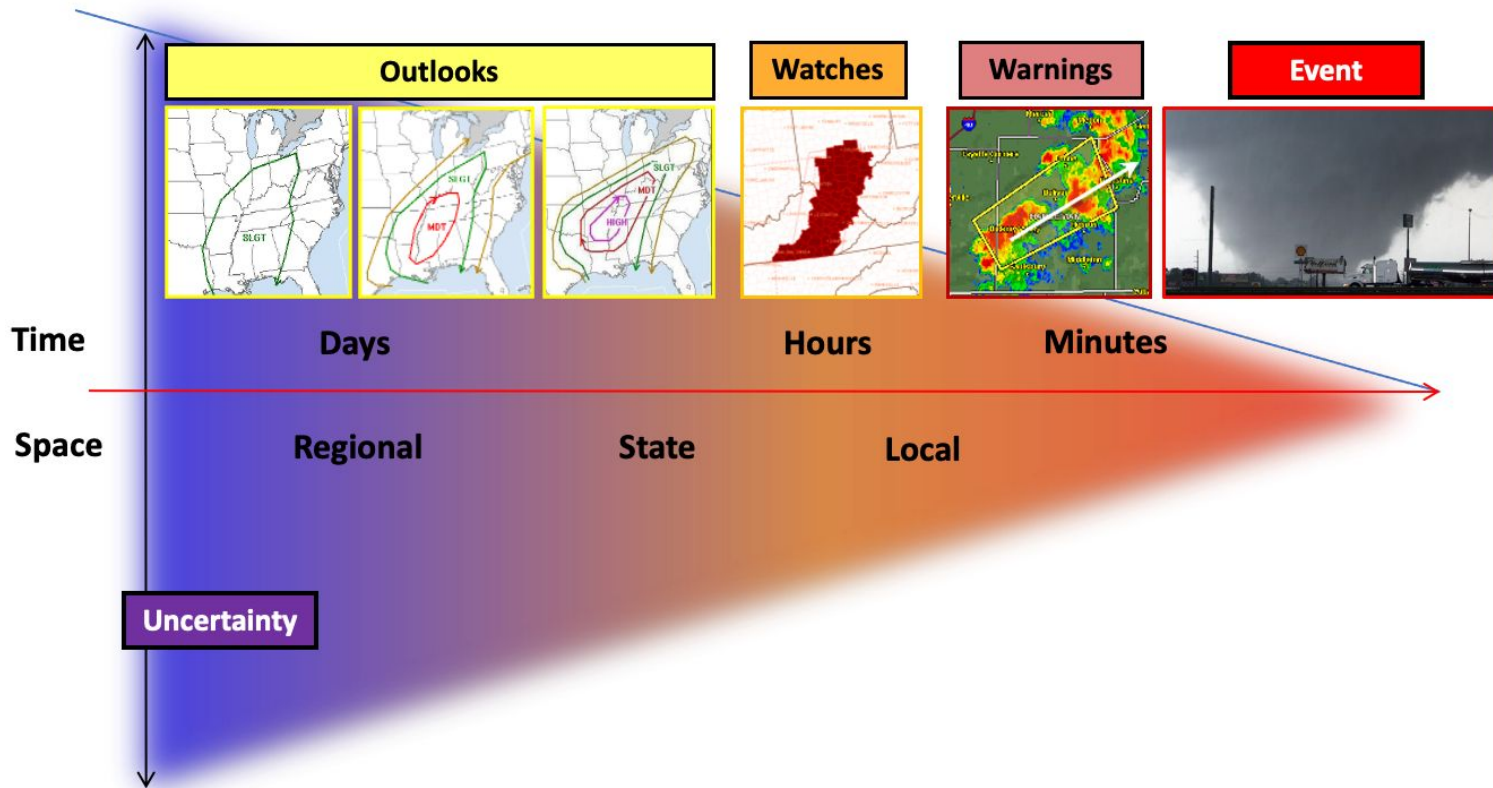 Outlooks
Watches
Warnings
Event
SLGT
SLGT
MDT
SLGT
MDT
HIGH
Time
Days
Hours
Minutes
Space
Regional
State
Local
Uncertainty